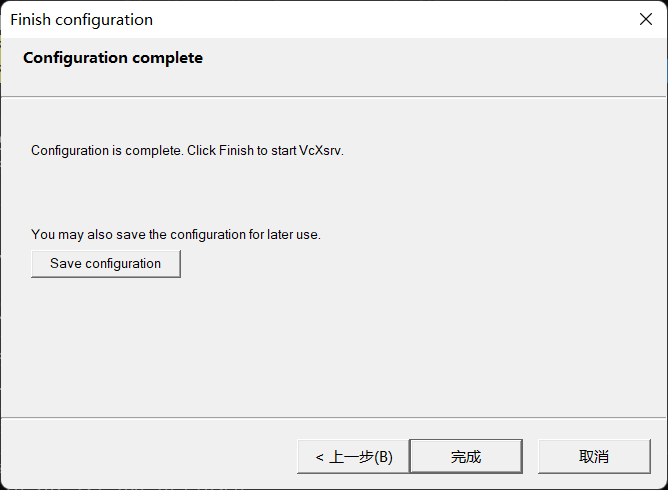 Finish configuration
Configuration complete
Configuration is complete. Click Finish to start VcXsrv.
You may also save the configuration for later use.
Save configuration
< 上一步(B)
完成
取消